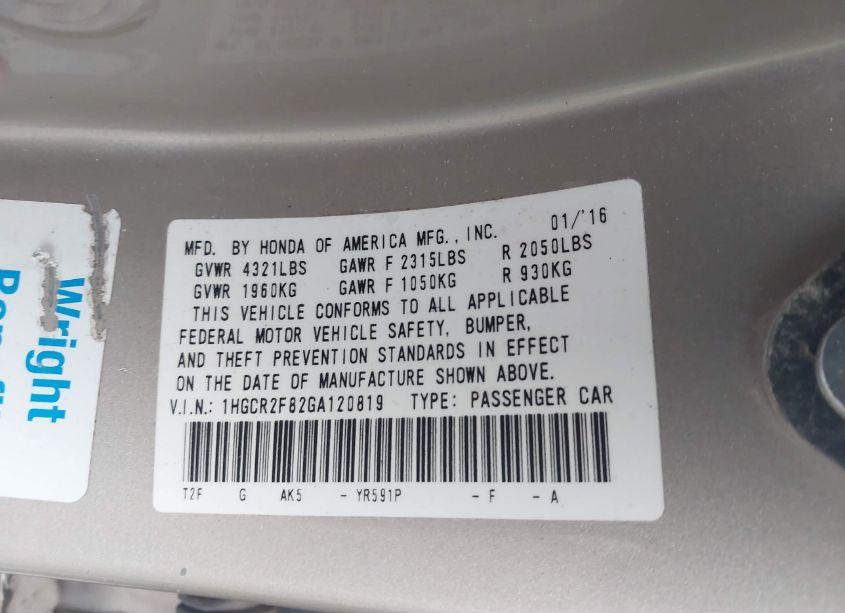 MFD. BY HONDA OF AMERICA MFG., INC. 01/'16
GVWR 4321LBS GAWR F 2315LBS R 2050LBS
GVWR 1960KG GAWR F 1050KG R 930KG
THIS VEHICLE CONFORMS TO ALL APPLICABLE
FEDERAL MOTOR VEHICLE SAFETY, BUMPER,
AND THEFT PREVENTION STANDARDS IN EFFECT
ON THE DATE OF MANUFACTURE SHOWN ABOVE.
V.I.N.: 1HGCR2F82GA120819 TYPE: PASSENGER CAR
T2F G AK5 - YR591P - F - A
Wright